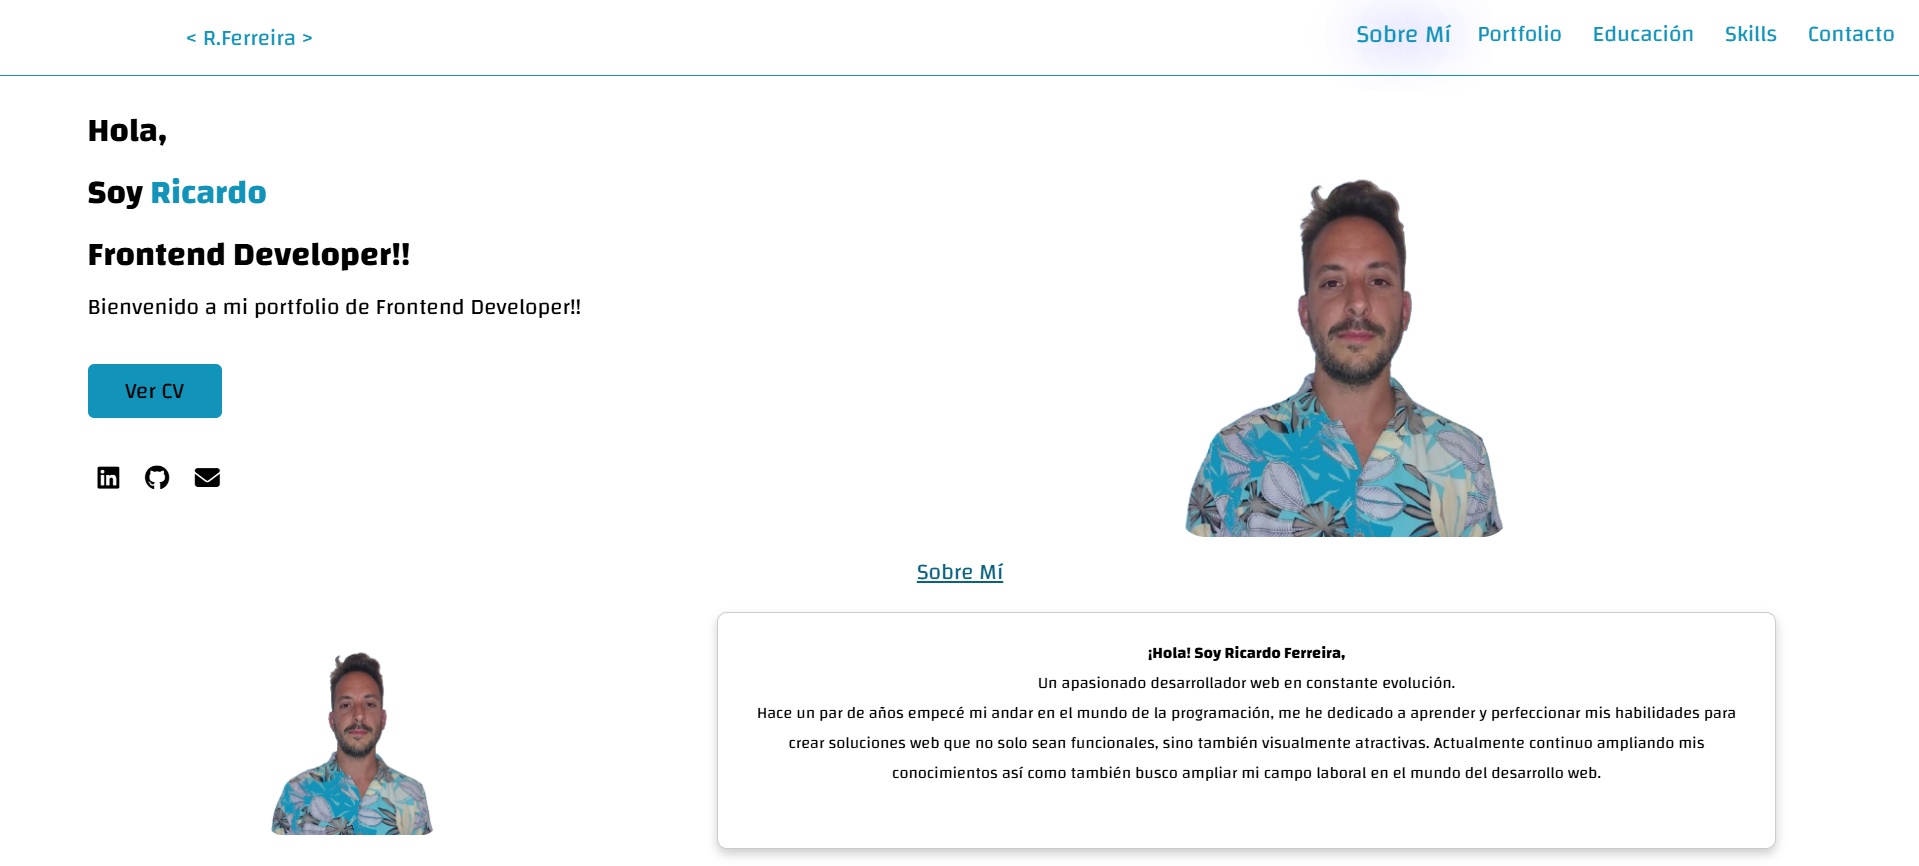 < R.Ferreira >
Sobre Mí Portfolio Educación Skills Contacto
Hola,
Soy Ricardo
Frontend Developer!!
Bienvenido a mi portfolio de Frontend Developer!!
Ver CV
in
Sobre Mí
¡Hola! Soy Ricardo Ferreira,
Un apasionado desarrollador web en constante evolución.
Hace un par de años empecé mi andar en el mundo de la programación, me he dedicado a aprender y perfeccionar mis habilidades para
crear soluciones web que no solo sean funcionales, sino también visualmente atractivas. Actualmente continuo ampliando mis
conocimientos así como también busco ampliar mi campo laboral en el mundo del desarrollo web.